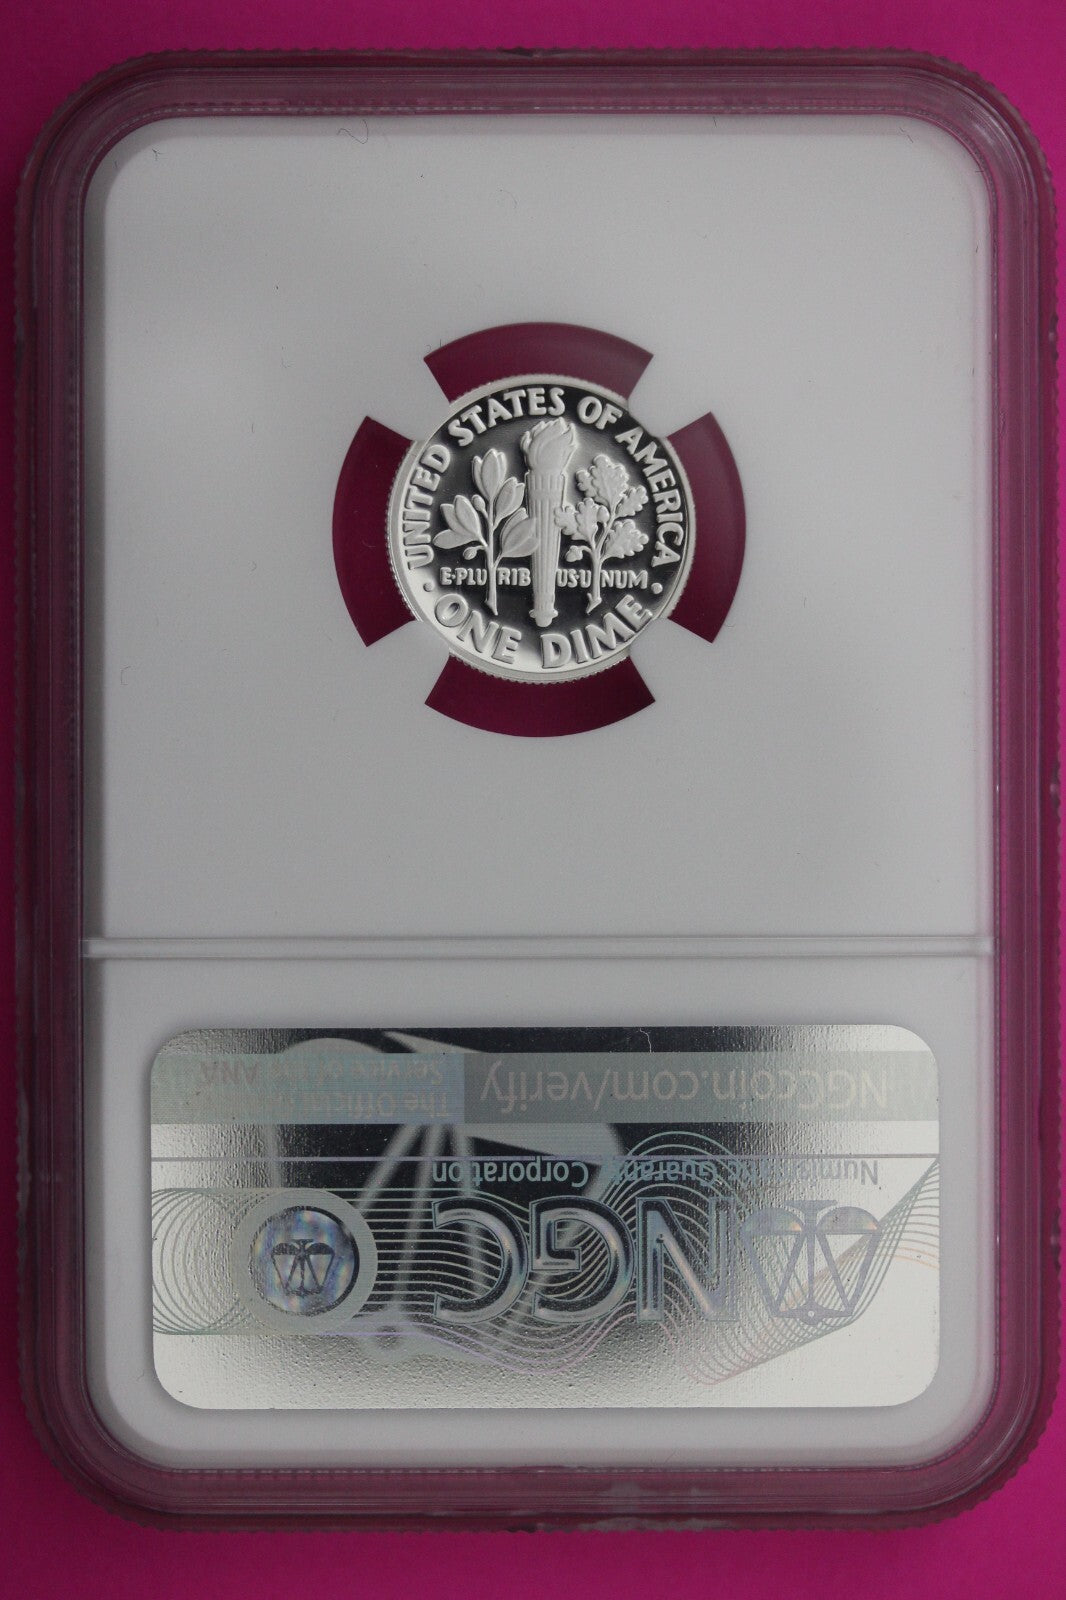 UNITED STATES OF AMERICA
E·PLURIBUS·UNUM
· ONE DIME ·
NGC
Numismatic Guaranty
Corporation
NGCcoin.com/verify
The Official
Service of the ANA